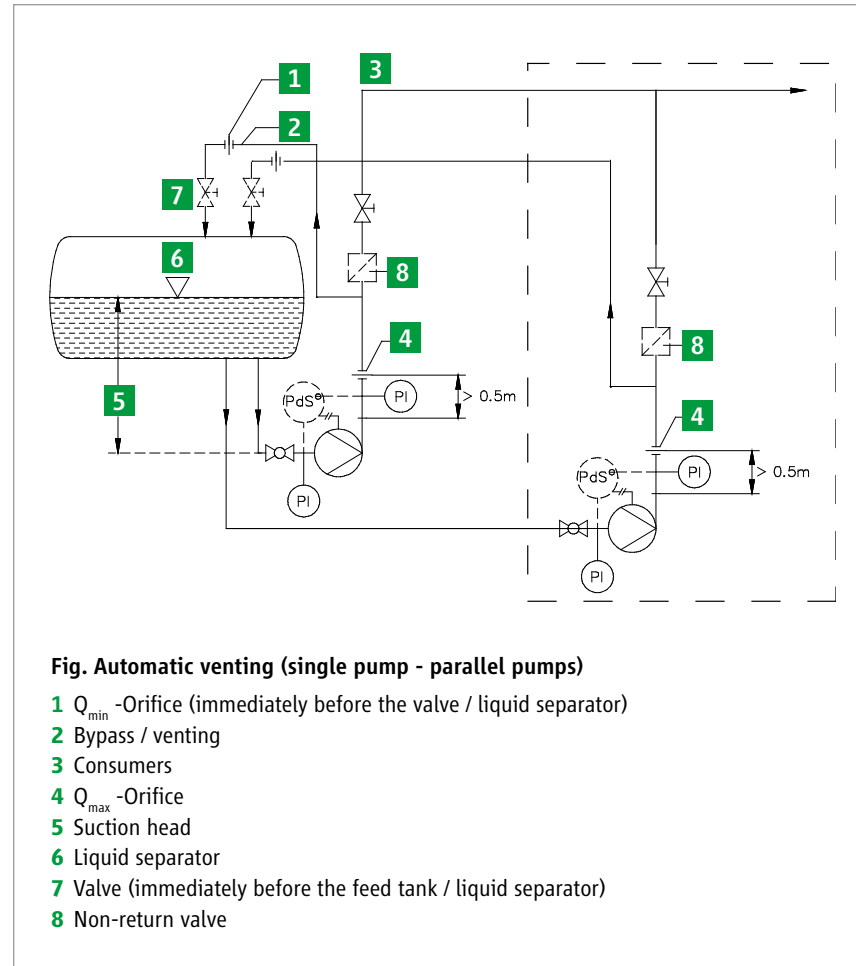 1
3
2
7
6
8
8
4
PdS
PI
> 0.5m
5
4
PdS
PI
> 0.5m
PI
PI
Fig. Automatic venting (single pump - parallel pumps)
1 Qmin -Orifice (immediately before the valve / liquid separator)
2 Bypass / venting
3 Consumers
4 Qmax -Orifice
5 Suction head
6 Liquid separator
7 Valve (immediately before the feed tank / liquid separator)
8 Non-return valve